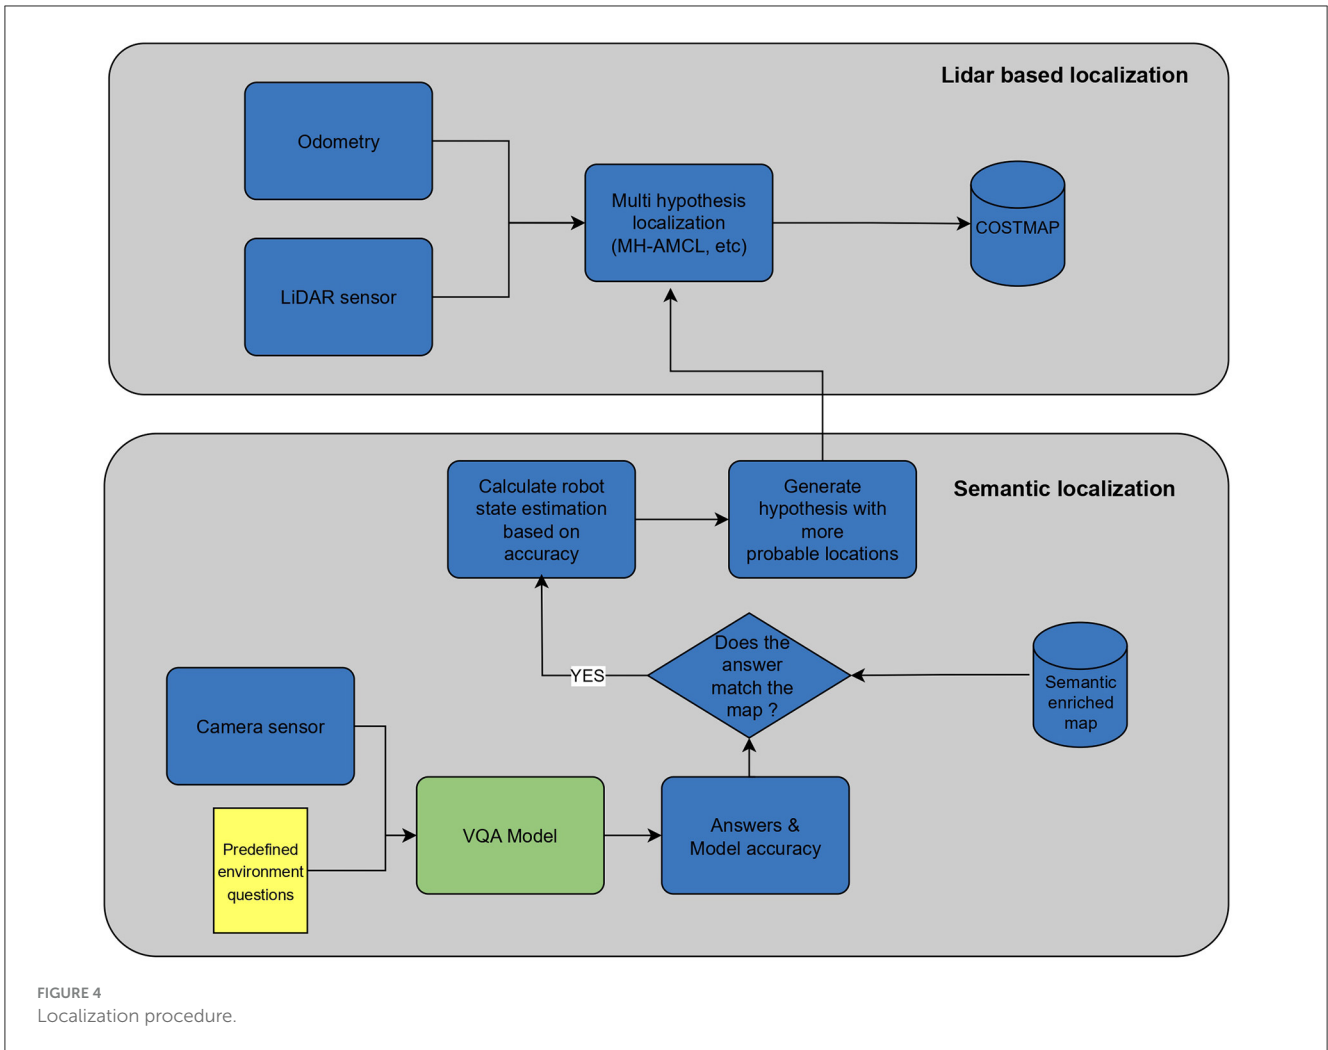 Lidar based localization
Odometry
Multi hypothesis
localization
(MH-AMCL, etc)
COSTMAP
LiDAR sensor
Semantic localization
Calculate robot
state estimation
based on
accuracy
Generate
hypothesis with
more
probable locations
Does the
answer
match the
map ?
YES
Semantic
enriched
map
Camera sensor
Predefined
environment
questions
VQA Model
Answers &
Model accuracy
FIGURE 4
Localization procedure.